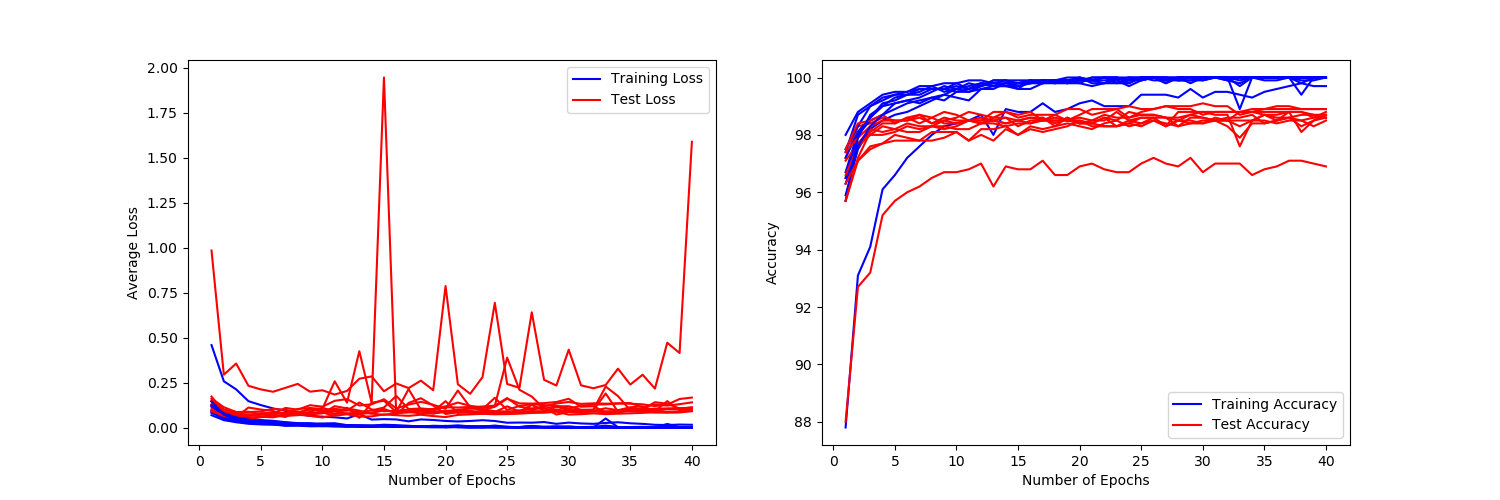 2.00
1.75
1.50
1.25
1.00
0.75
0.50
0.25
0.00
Average Loss
0 5 10 15 20 25 30 35 40
Number of Epochs
Training Loss
Test Loss
100
98
96
94
92
90
88
Accuracy
0 5 10 15 20 25 30 35 40
Number of Epochs
Training Accuracy
Test Accuracy